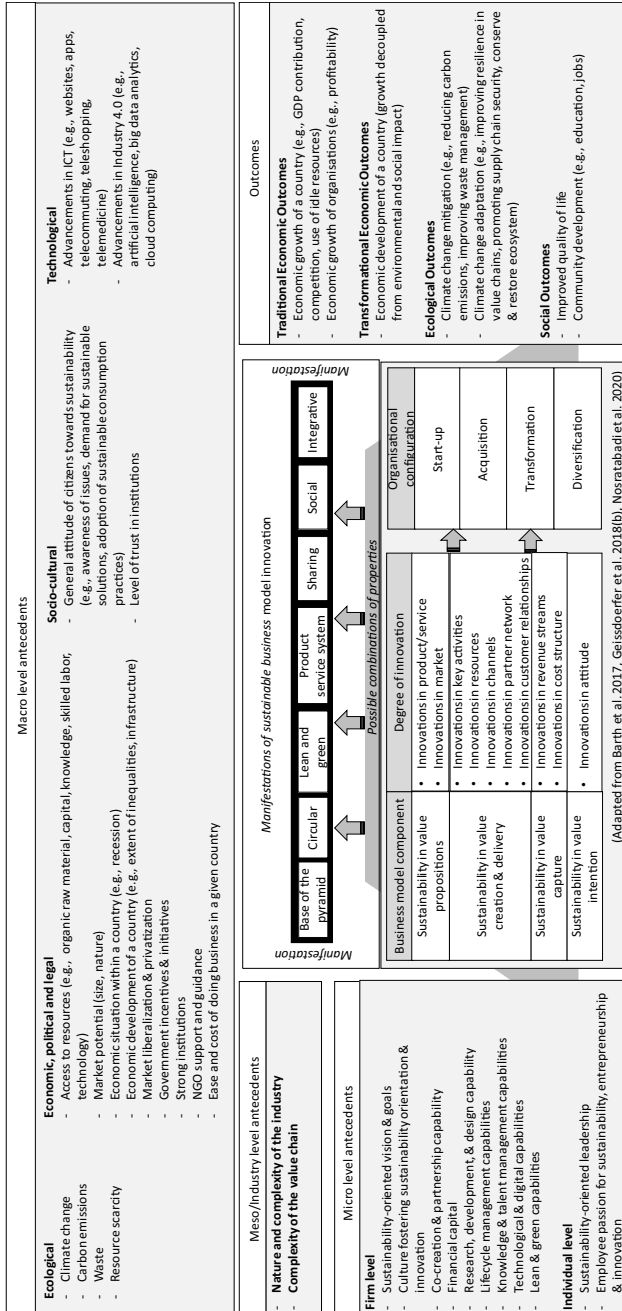 Macro level antecedents
Ecological
- Climate change
- Carbon emissions
- Waste
- Resource scarcity
Economic, political and legal
- Access to resources (e.g., organic raw material, capital, knowledge, skilled labor,
technology)
- Market potential (size, nature)
- Economic situation within a country (e.g., recession)
- Economic development of a country (e.g., extent of inequalities, infrastructure)
- Market liberalization & privatization
- Government incentives & initiatives
- Strong institutions
- NGO support and guidance
- Ease and cost of doing business in a given country
Socio-cultural
- General attitude of citizens towards sustainability
(e.g., awareness of issues, demand for sustainable
solutions, adoption of sustainable consumption
practices)
- Level of trust in institutions
Technological
- Advancements in ICT (e.g., websites, apps,
telecommuting, teleshopping,
telemedicine)
- Advancements in Industry 4.0 (e.g.,
artificial intelligence, big data analytics,
cloud computing)
Meso/Industry level antecedents
- Nature and complexity of the industry
- Complexity of the value chain
Micro level antecedents
Firm level
- Sustainability-oriented vision & goals
- Culture fostering sustainability orientation &
innovation
- Co-creation & partnership capability
- Financial capital
- Research, development, & design capability
- Lifecycle management capabilities
- Knowledge & talent management capabilities
- Technological & digital capabilities
- Lean & green capabilities
Individual level
- Sustainability-oriented leadership
- Employee passion for sustainability, entrepreneurship
& innovation
Manifestations of sustainable business model innovation
Manifestation
Base of the
pyramid
Circular
Lean and
green
Product
service system
Sharing
Social
Integrative
Manifestation
Possible combinations of properties
Business model component
Degree of innovation
Organisational
configuration
Sustainability in value
propositions
• Innovations in product/service
• Innovations in market
Sustainability in value
creation & delivery
• Innovations in key activities
• Innovations in resources
• Innovations in channels
• Innovations in partner network
• Innovations in customer relationships
Sustainability in value
capture
• Innovations in revenue streams
• Innovations in cost structure
Sustainability in value
intention
• Innovations in attitude
Start-up
Acquisition
Transformation
Diversification
(Adapted from Barth et al. 2017. Geissdoerfer et al. 2018(b). Nosratabadi et al. 2020)
Outcomes
Traditional Economic Outcomes
- Economic growth of a country (e.g., GDP contribution,
competition, use of idle resources)
- Economic growth of organisations (e.g., profitability)
Transformational Economic Outcomes
- Economic development of a country (growth decoupled
from environmental and social impact)
Ecological Outcomes
- Climate change mitigation (e.g., reducing carbon
emissions, improving waste management)
- Climate change adaptation (e.g., improving resilience in
value chains, promoting supply chain security, conserve
& restore ecosystem)
Social Outcomes
- Improved quality of life
- Community development (e.g., education, jobs)